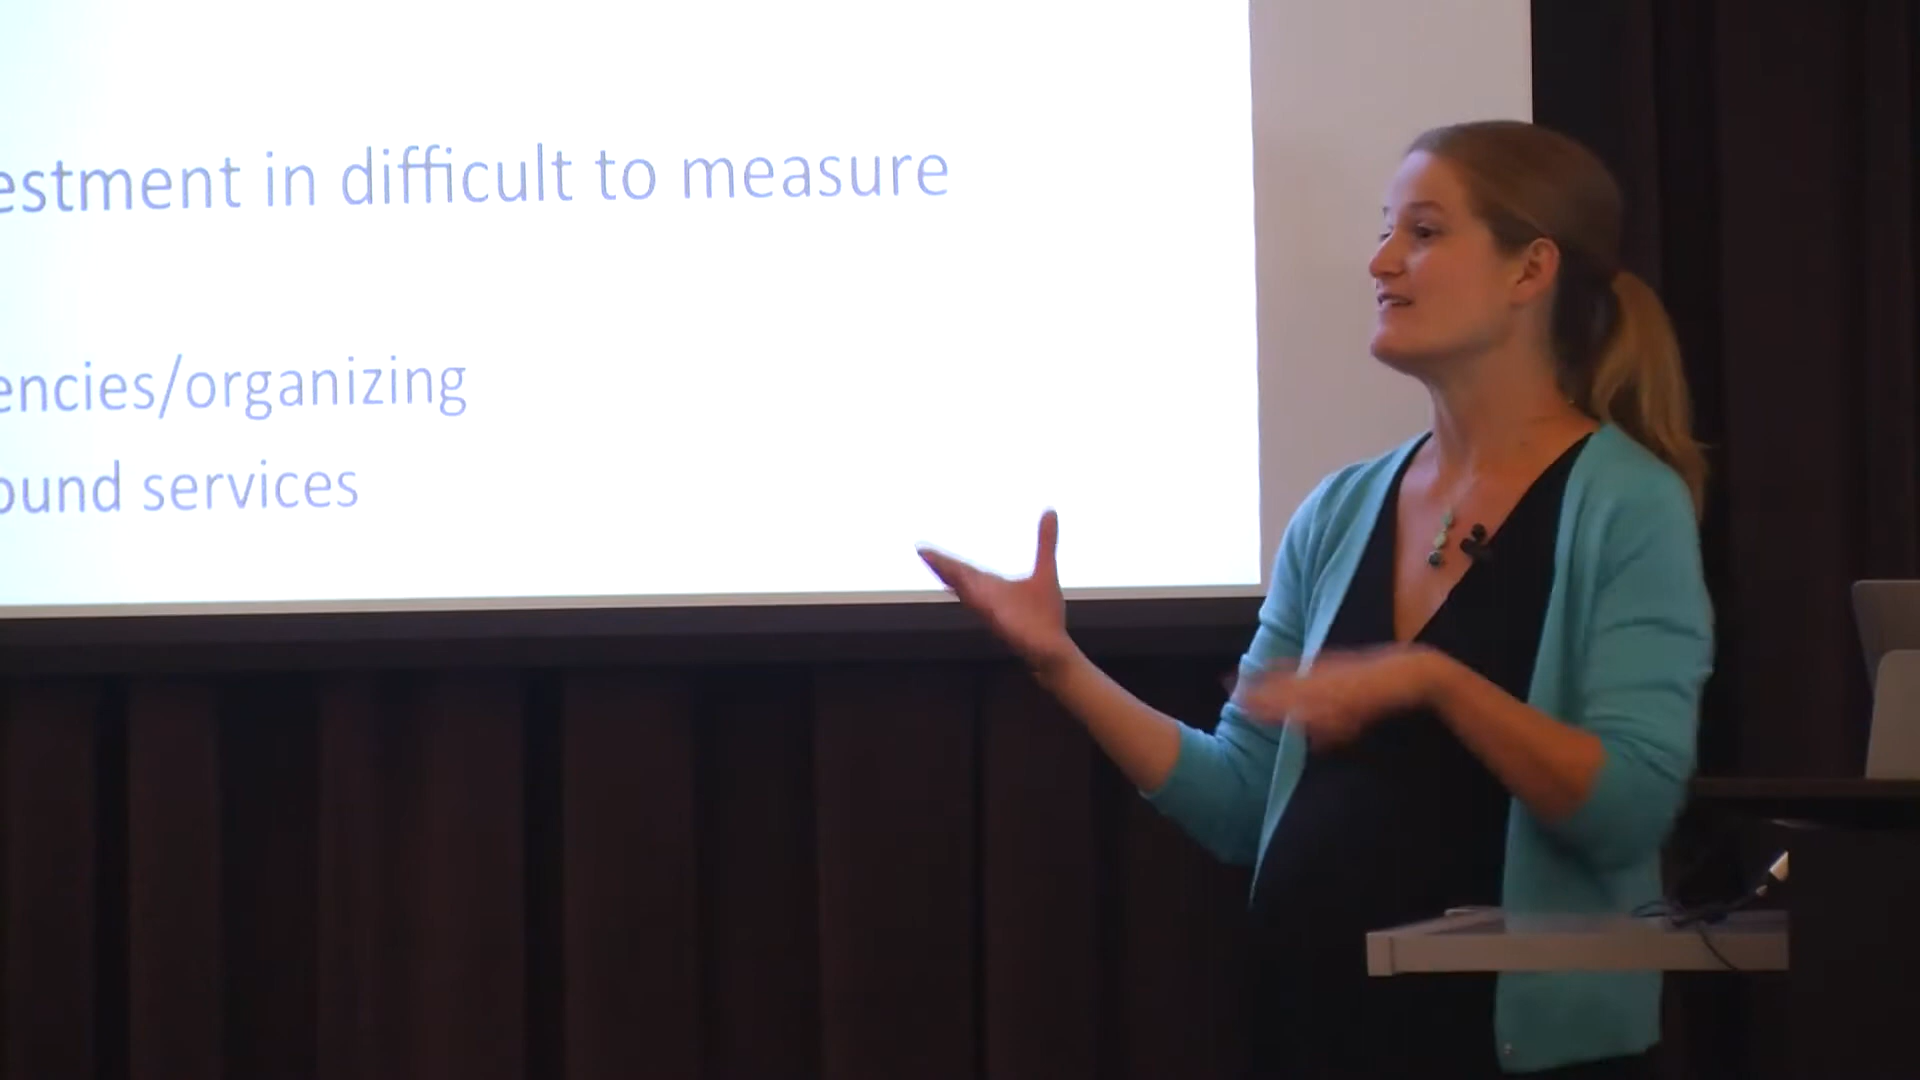 estment in difficult to measure
encies/organizing
ound services